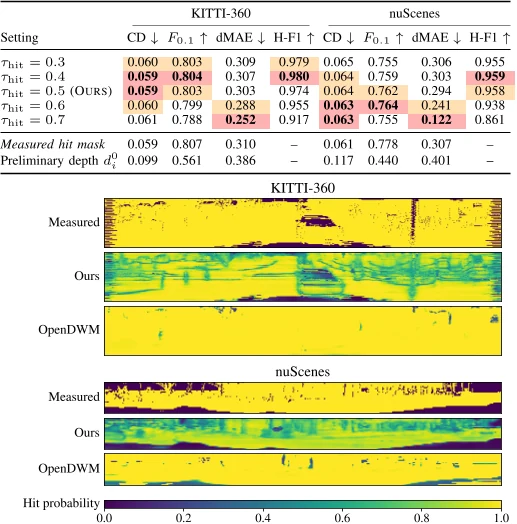 KITTI-360 nuScenes
Setting CD ↓ F0.1 ↑ dMAE ↓ H-F1 ↑ CD ↓ F0.1 ↑ dMAE ↓ H-F1 ↑
τhit = 0.3 0.060 0.803 0.309 0.979 0.065 0.755 0.306 0.955
τhit = 0.4 0.059 0.804 0.307 0.980 0.064 0.759 0.303 0.959
τhit = 0.5 (OURS) 0.059 0.803 0.303 0.974 0.064 0.762 0.294 0.958
τhit = 0.6 0.060 0.799 0.288 0.955 0.063 0.764 0.241 0.938
τhit = 0.7 0.061 0.788 0.252 0.917 0.063 0.755 0.122 0.861
Measured hit mask 0.059 0.807 0.310 – 0.061 0.778 0.307 –
Preliminary depth d_i^0 0.099 0.561 0.386 – 0.117 0.440 0.401 –
KITTI-360
Measured
Ours
OpenDWM
nuScenes
Measured
Ours
OpenDWM
Hit probability
0.0 0.2 0.4 0.6 0.8 1.0